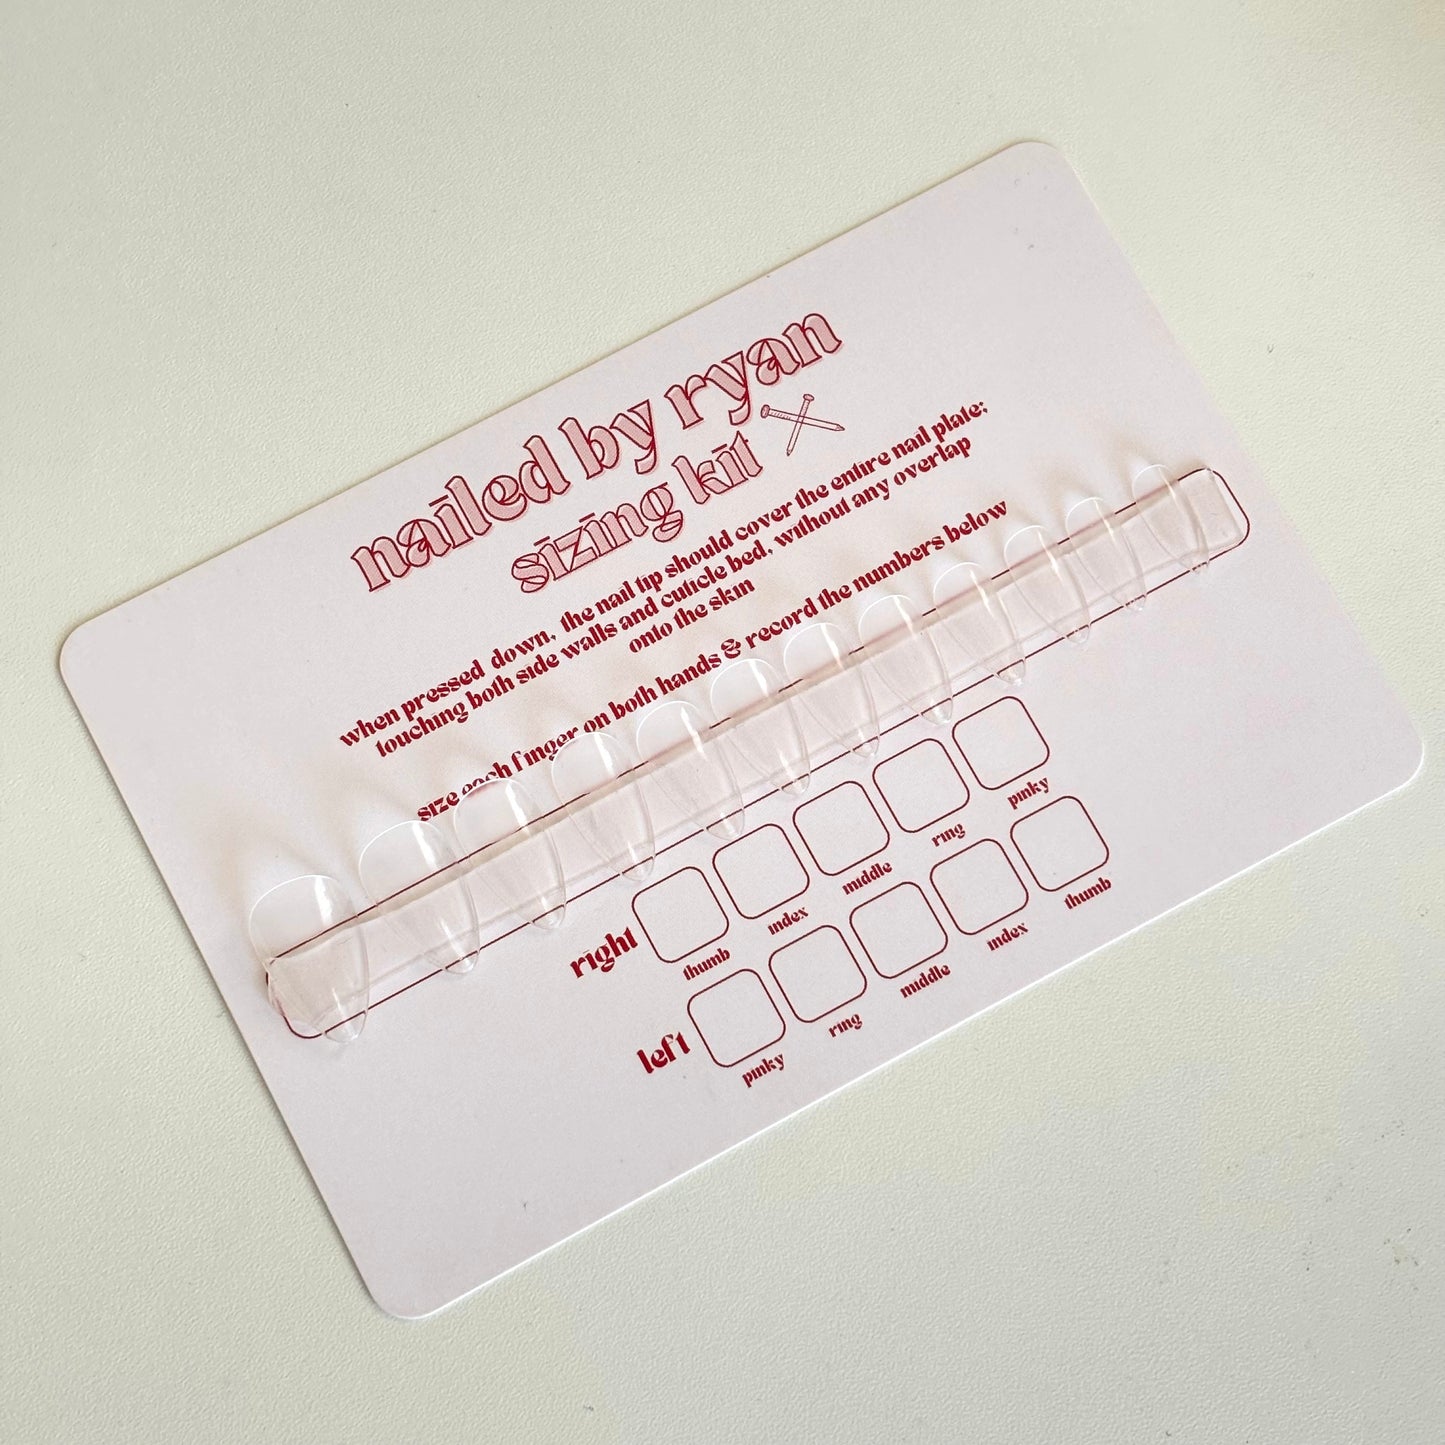 nailed by ryan
sizing kit
when pressed down, the nail tip should cover the entire nail plate;
touching both side walls and cuticle bed, without any overlap
onto the skin
size each finger on both hands & record the numbers below
right
thumb
index
middle
ring
pinky
left
pinky
ring
middle
index
thumb